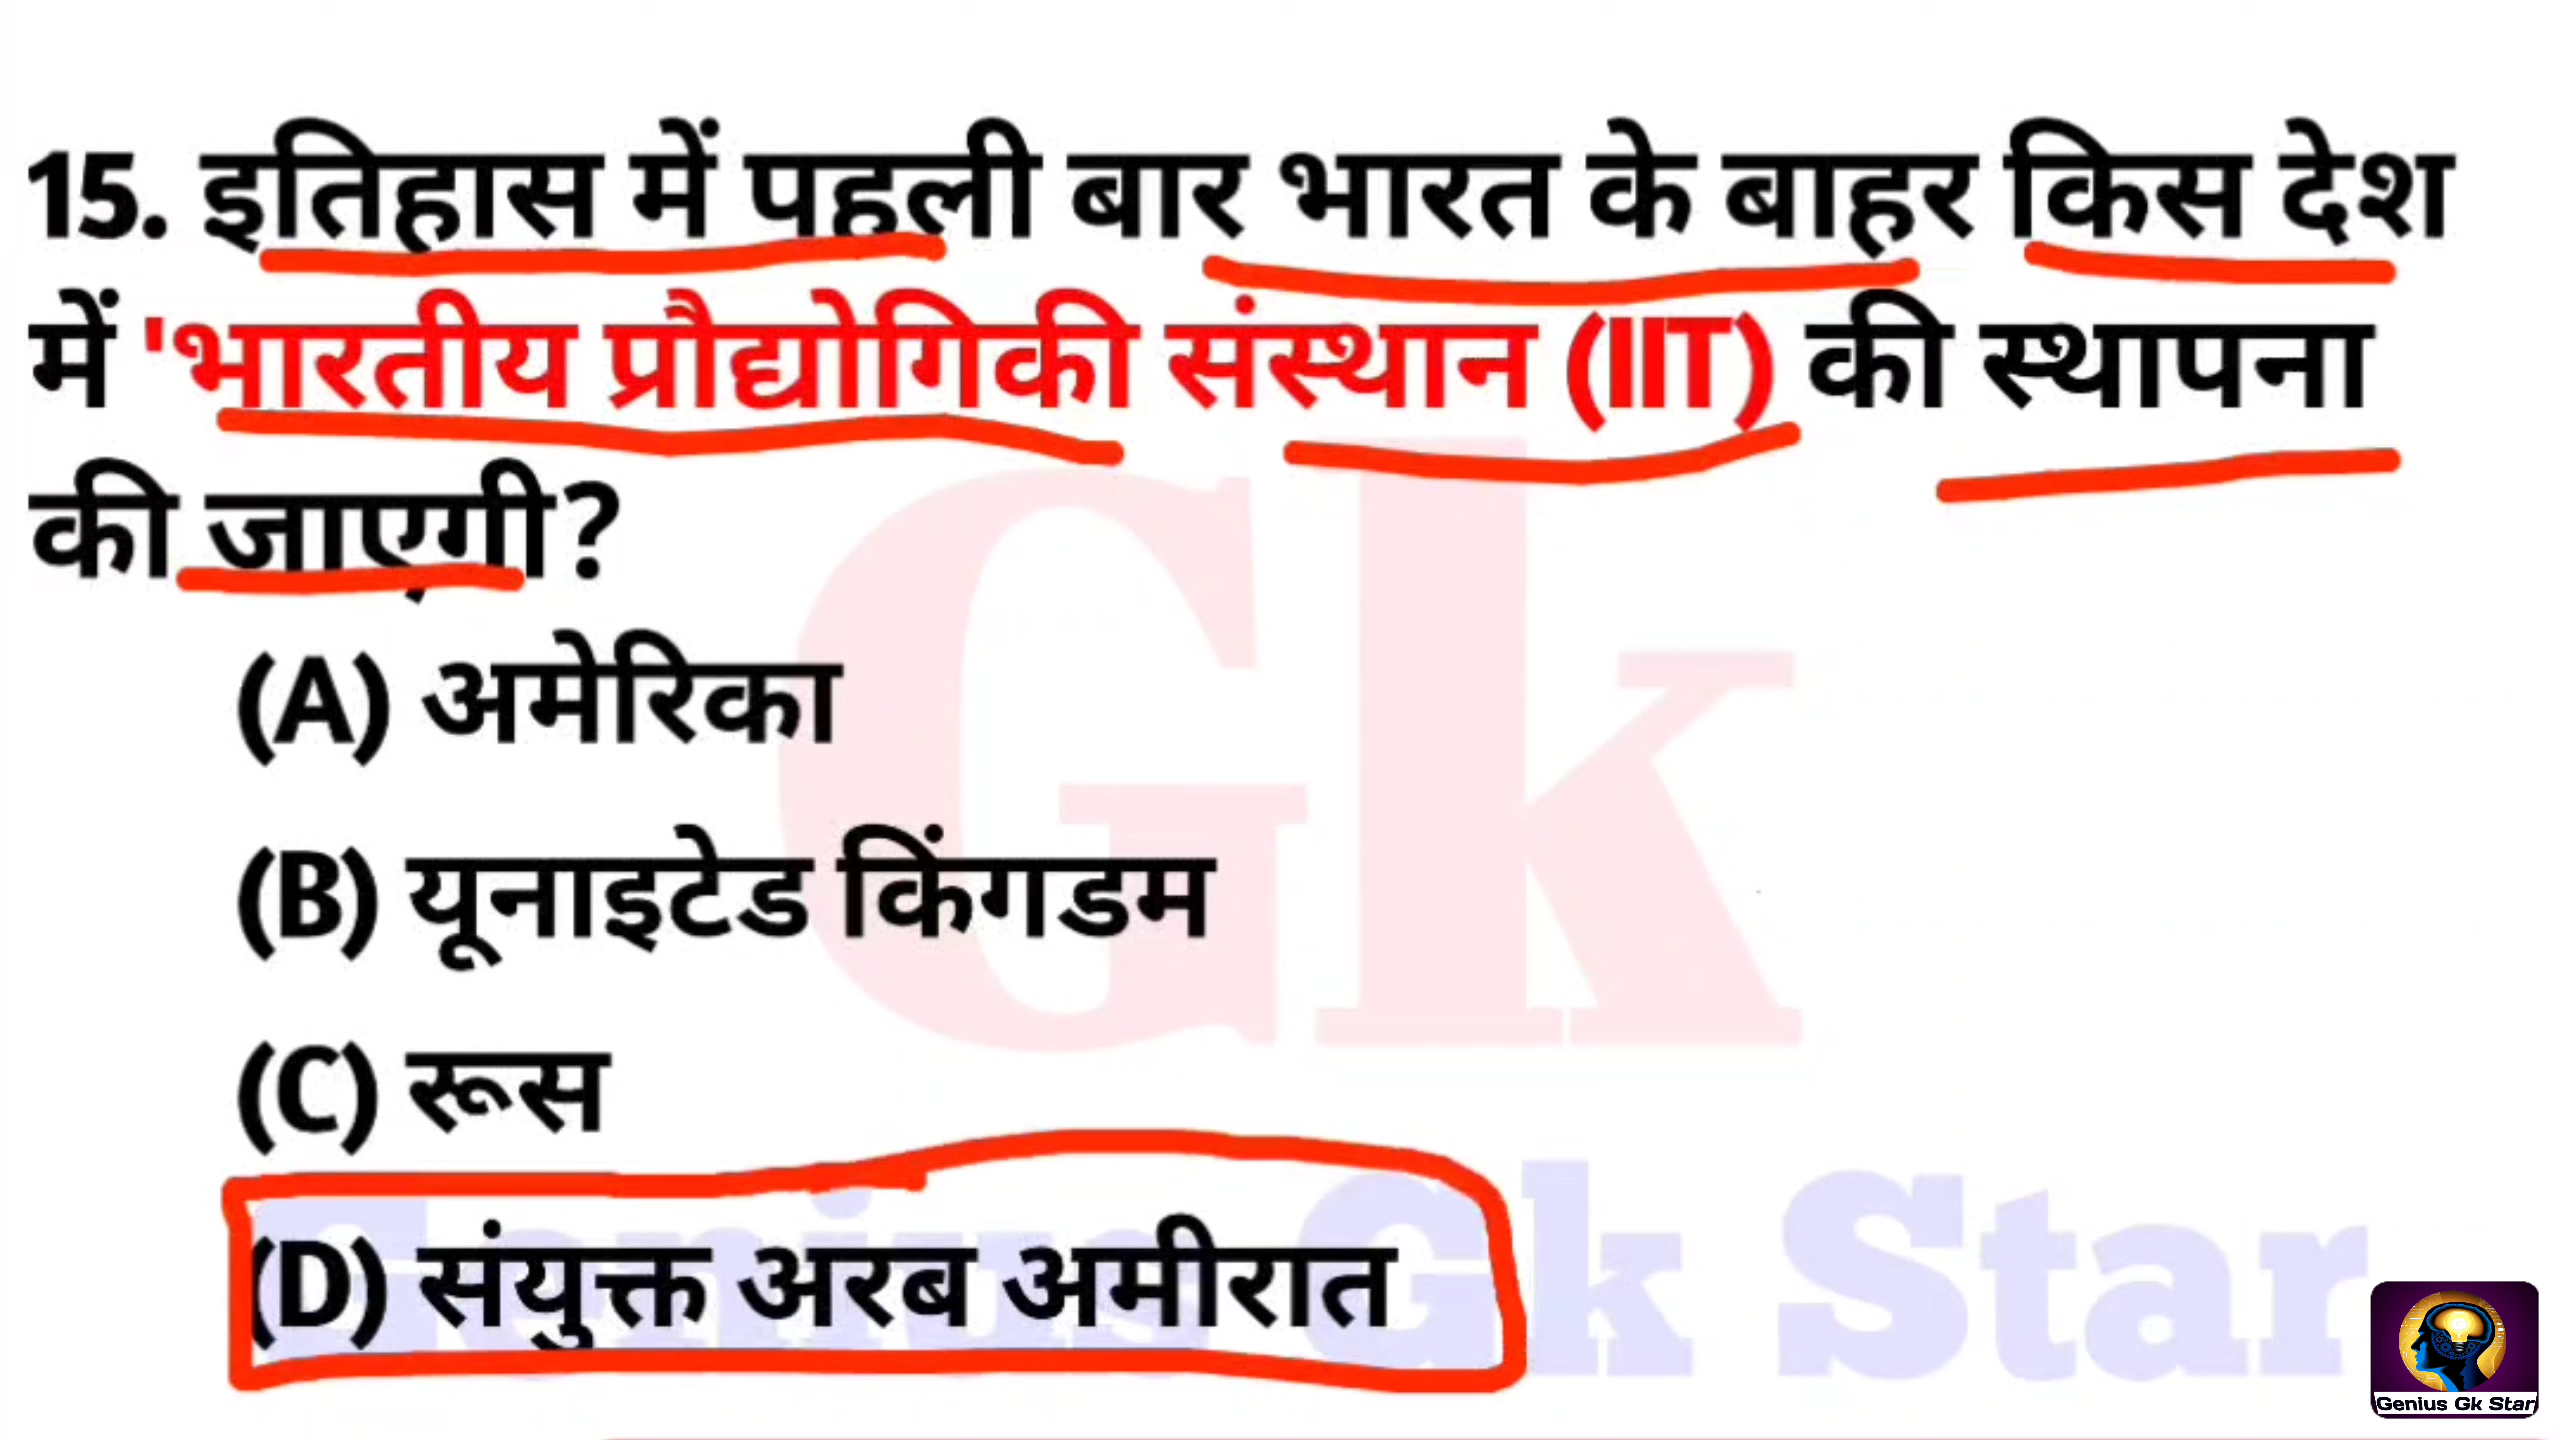 15. इतिहास में पहली बार भारत के बाहर किस देश
में 'भारतीय प्रौद्योगिकी संस्थान (IIT) की स्थापना
की जाएगी?
(A) अमेरिका
(B) यूनाइटेड किंगडम
(C) रूस
(D) संयुक्त अरब अमीरात
Gk
Genius Gk Star
Genius Gk Star